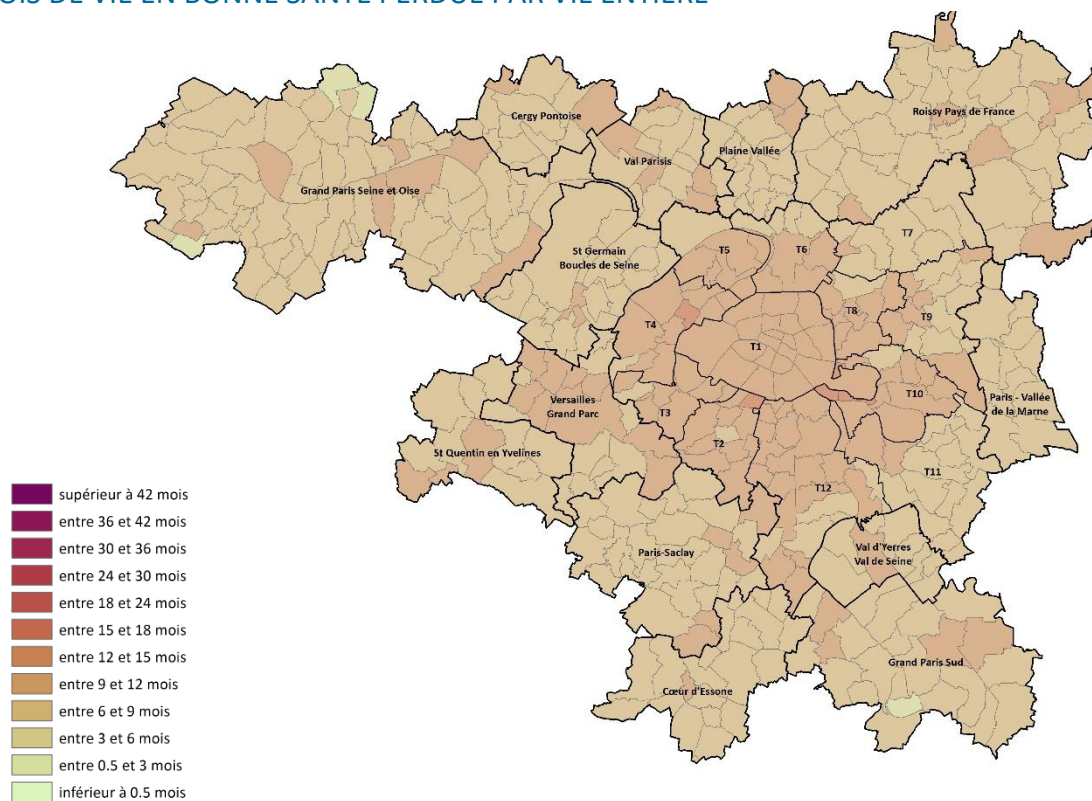 MOIS DE VIE EN BONNE SANTÉ PERDUE PAR VIE ENTIÈRE
Cergy Pontoise
Roissy Pays de France
Plaine Vallée
Val Parisis
Grand Paris Seine et Oise
T7
St Germain
Boucles de Seine
T5
T6
T8
T9
T4
T1
Versailles
Grand Parc
T3
T10
Paris - Vallée
de la Marne
T2
St Quentin en Yvelines
T11
T12
Paris-Saclay
Val d'Yerres
Val de Seine
Grand Paris Sud
Cœur d'Essone
supérieur à 42 mois
entre 36 et 42 mois
entre 30 et 36 mois
entre 24 et 30 mois
entre 18 et 24 mois
entre 15 et 18 mois
entre 12 et 15 mois
entre 9 et 12 mois
entre 6 et 9 mois
entre 3 et 6 mois
entre 0.5 et 3 mois
inférieur à 0.5 mois